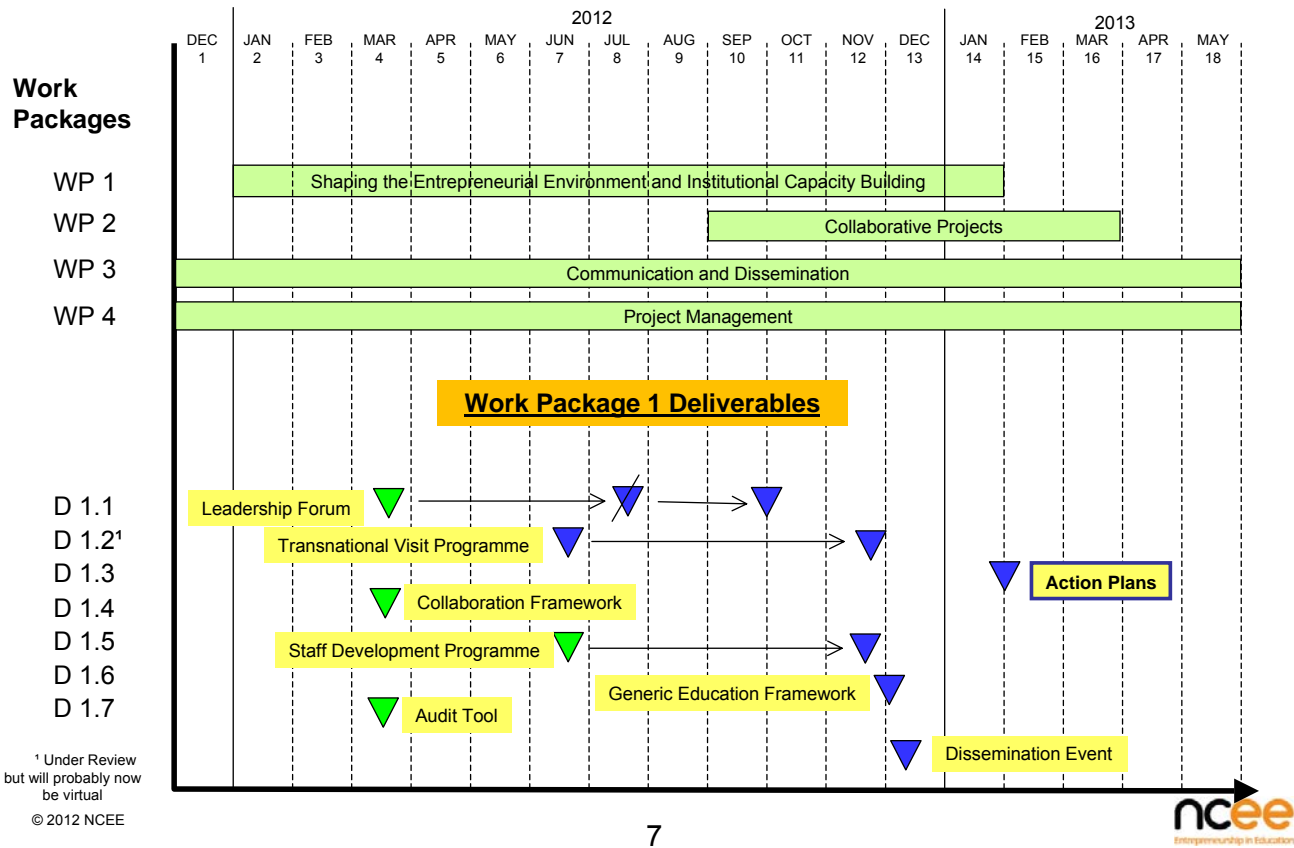 2012
2013
DEC JAN FEB MAR APR MAY JUN JUL AUG SEP OCT NOV DEC JAN FEB MAR APR MAY
1 2 3 4 5 6 7 8 9 10 11 12 13 14 15 16 17 18
Work
Packages
WP 1 Shaping the Entrepreneurial Environment and Institutional Capacity Building
WP 2 Collaborative Projects
WP 3 Communication and Dissemination
WP 4 Project Management
Work Package 1 Deliverables
D 1.1 Leadership Forum
D 1.2¹ Transnational Visit Programme
D 1.3 Action Plans
D 1.4 Collaboration Framework
D 1.5 Staff Development Programme
D 1.6 Generic Education Framework
D 1.7 Audit Tool
Dissemination Event
¹ Under Review
but will probably now
be virtual
© 2012 NCEE
7
ncee
Entrepreneurship in Education